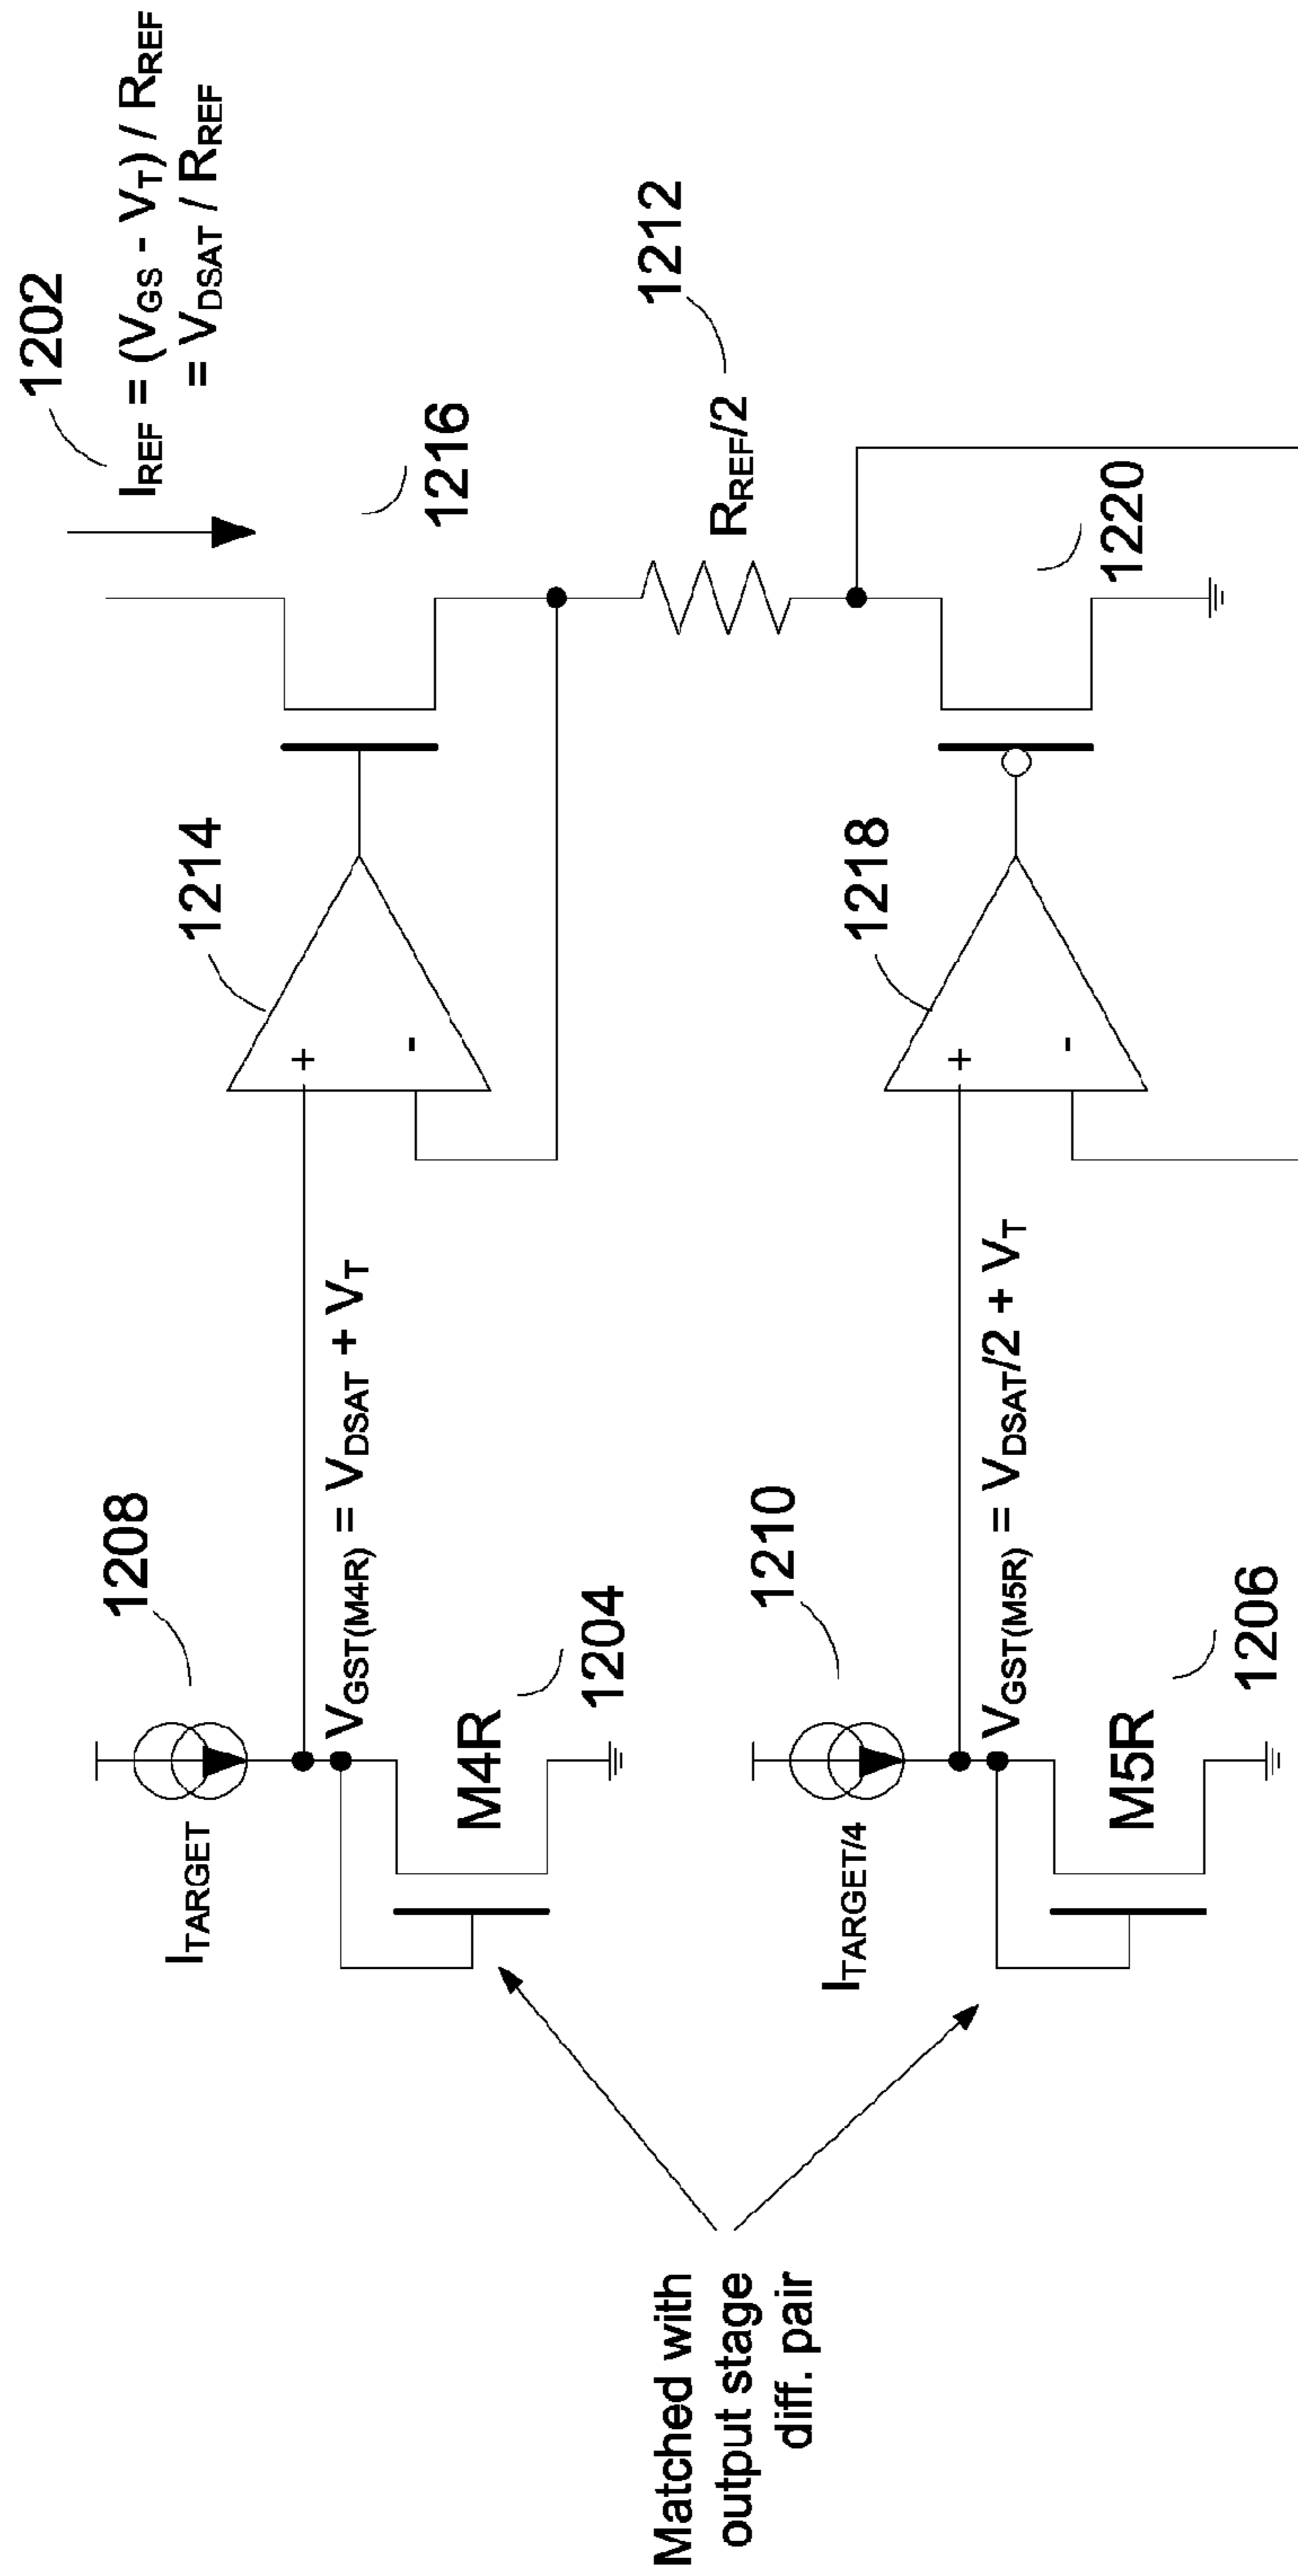 1202
I_REF = (V_GS - V_T) / R_REF
= V_DSAT / R_REF
1208
I_TARGET
V_GST(M4R) = V_DSAT + V_T
M4R
1204
1214
+
-
1216
R_REF/2
1212
Matched with
output stage
diff. pair
1210
I_TARGET/4
V_GST(M5R) = V_DSAT/2 + V_T
M5R
1206
1218
+
-
1220